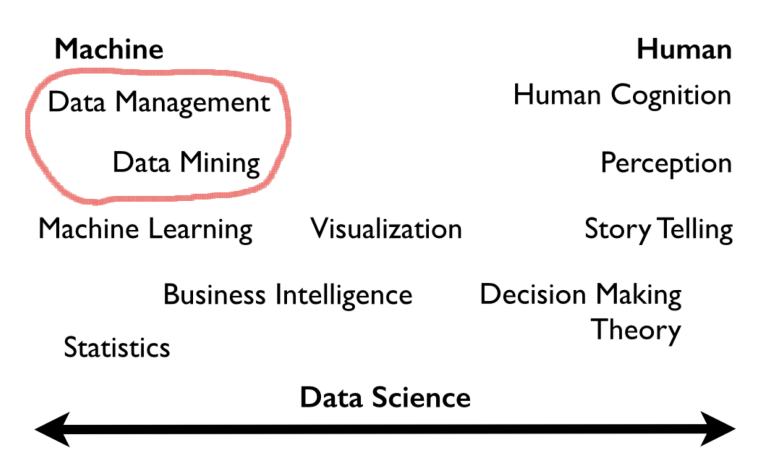 Machine
Human
Data Management
Human Cognition
Data Mining
Perception
Machine Learning
Visualization
Story Telling
Business Intelligence
Decision Making
Theory
Statistics
Data Science